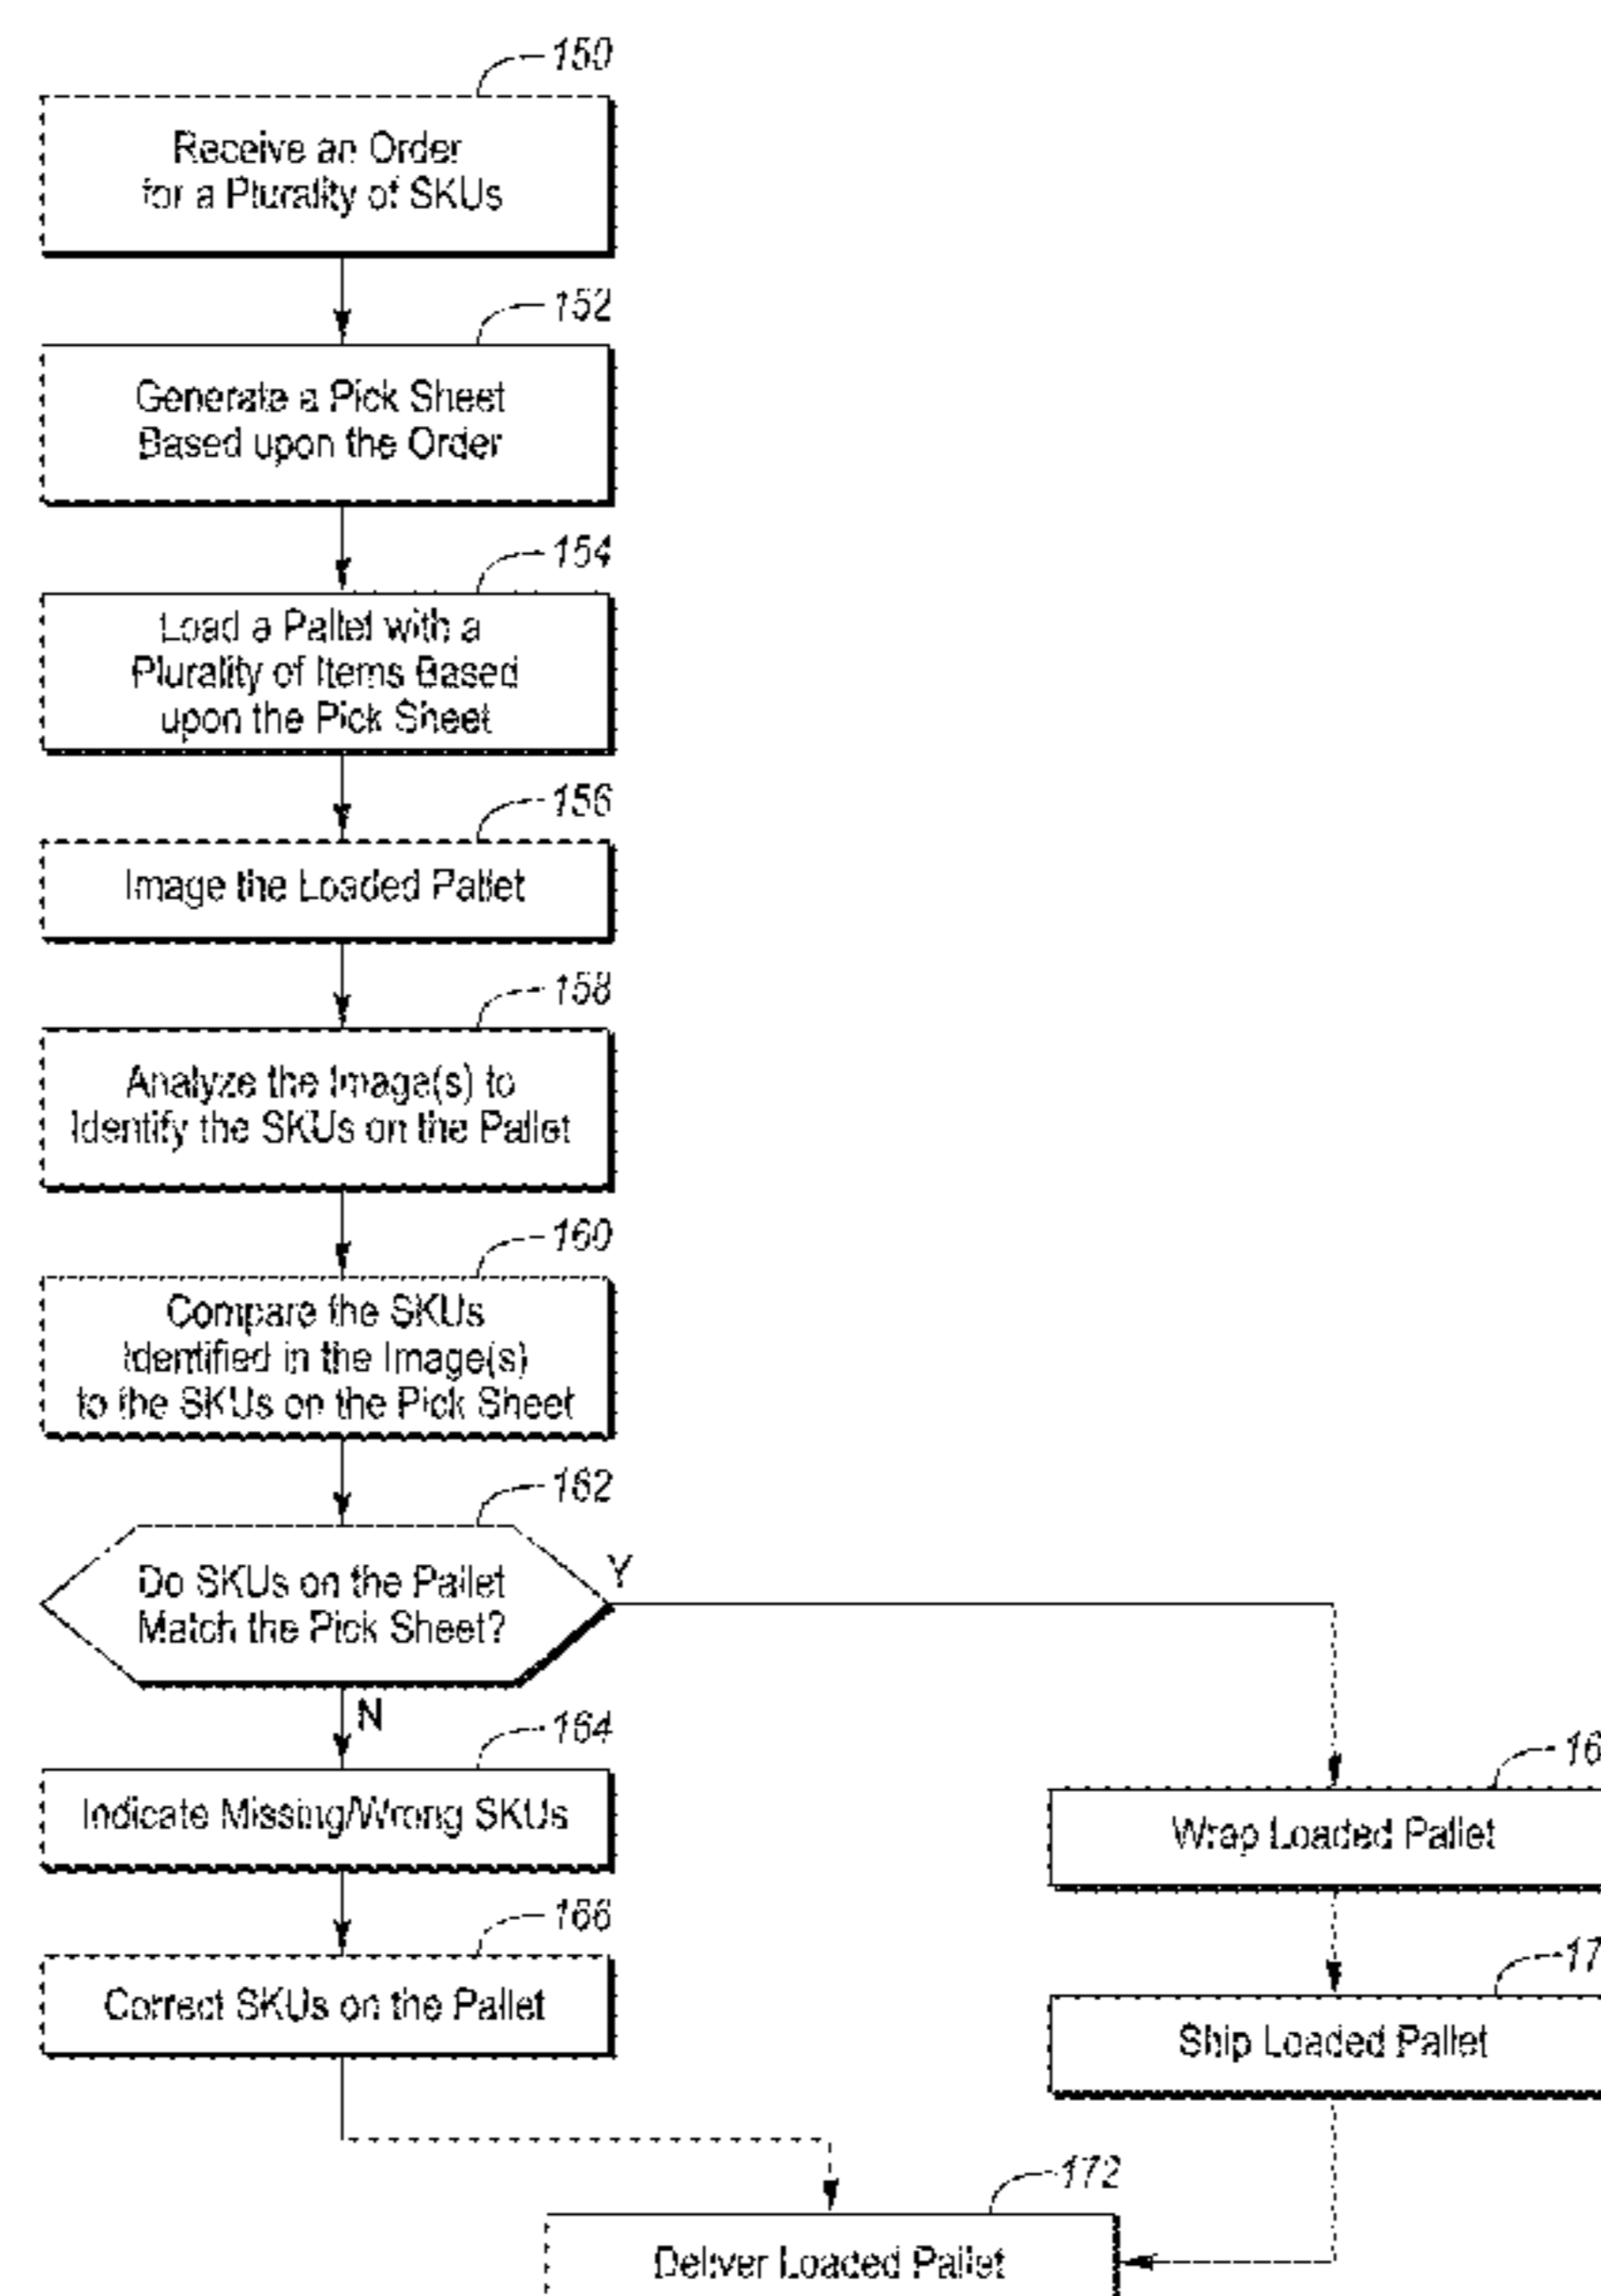 150
Receive an Order
for a Plurality of SKUs
152
Generate a Pick Sheet
Based upon the Order
154
Load a Pallet with a
Plurality of Items Based
upon the Pick Sheet
156
Image the Loaded Pallet
158
Analyze the Image(s) to
Identify the SKUs on the Pallet
160
Compare the SKUs
Identified in the Image(s)
to the SKUs on the Pick Sheet
162
Do SKUs on the Pallet
Match the Pick Sheet?
Y
N
164
Indicate Missing/Wrong SKUs
16
Wrap Loaded Pallet
166
Correct SKUs on the Pallet
17
Ship Loaded Pallet
172
Deliver Loaded Pallet